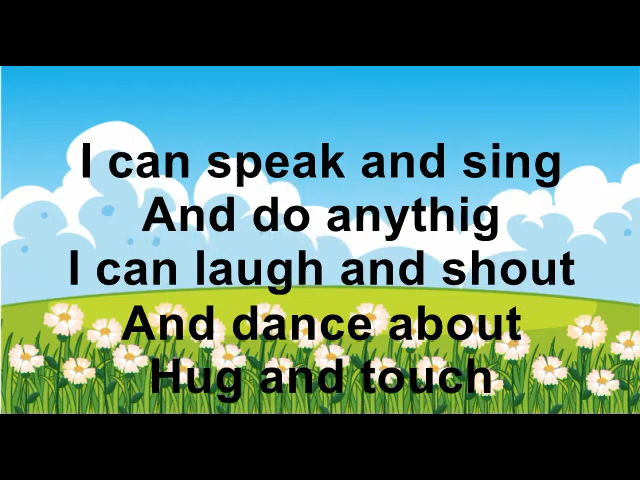 I can speak and sing
And do anythig
I can laugh and shout
And dance about
Hug and touch